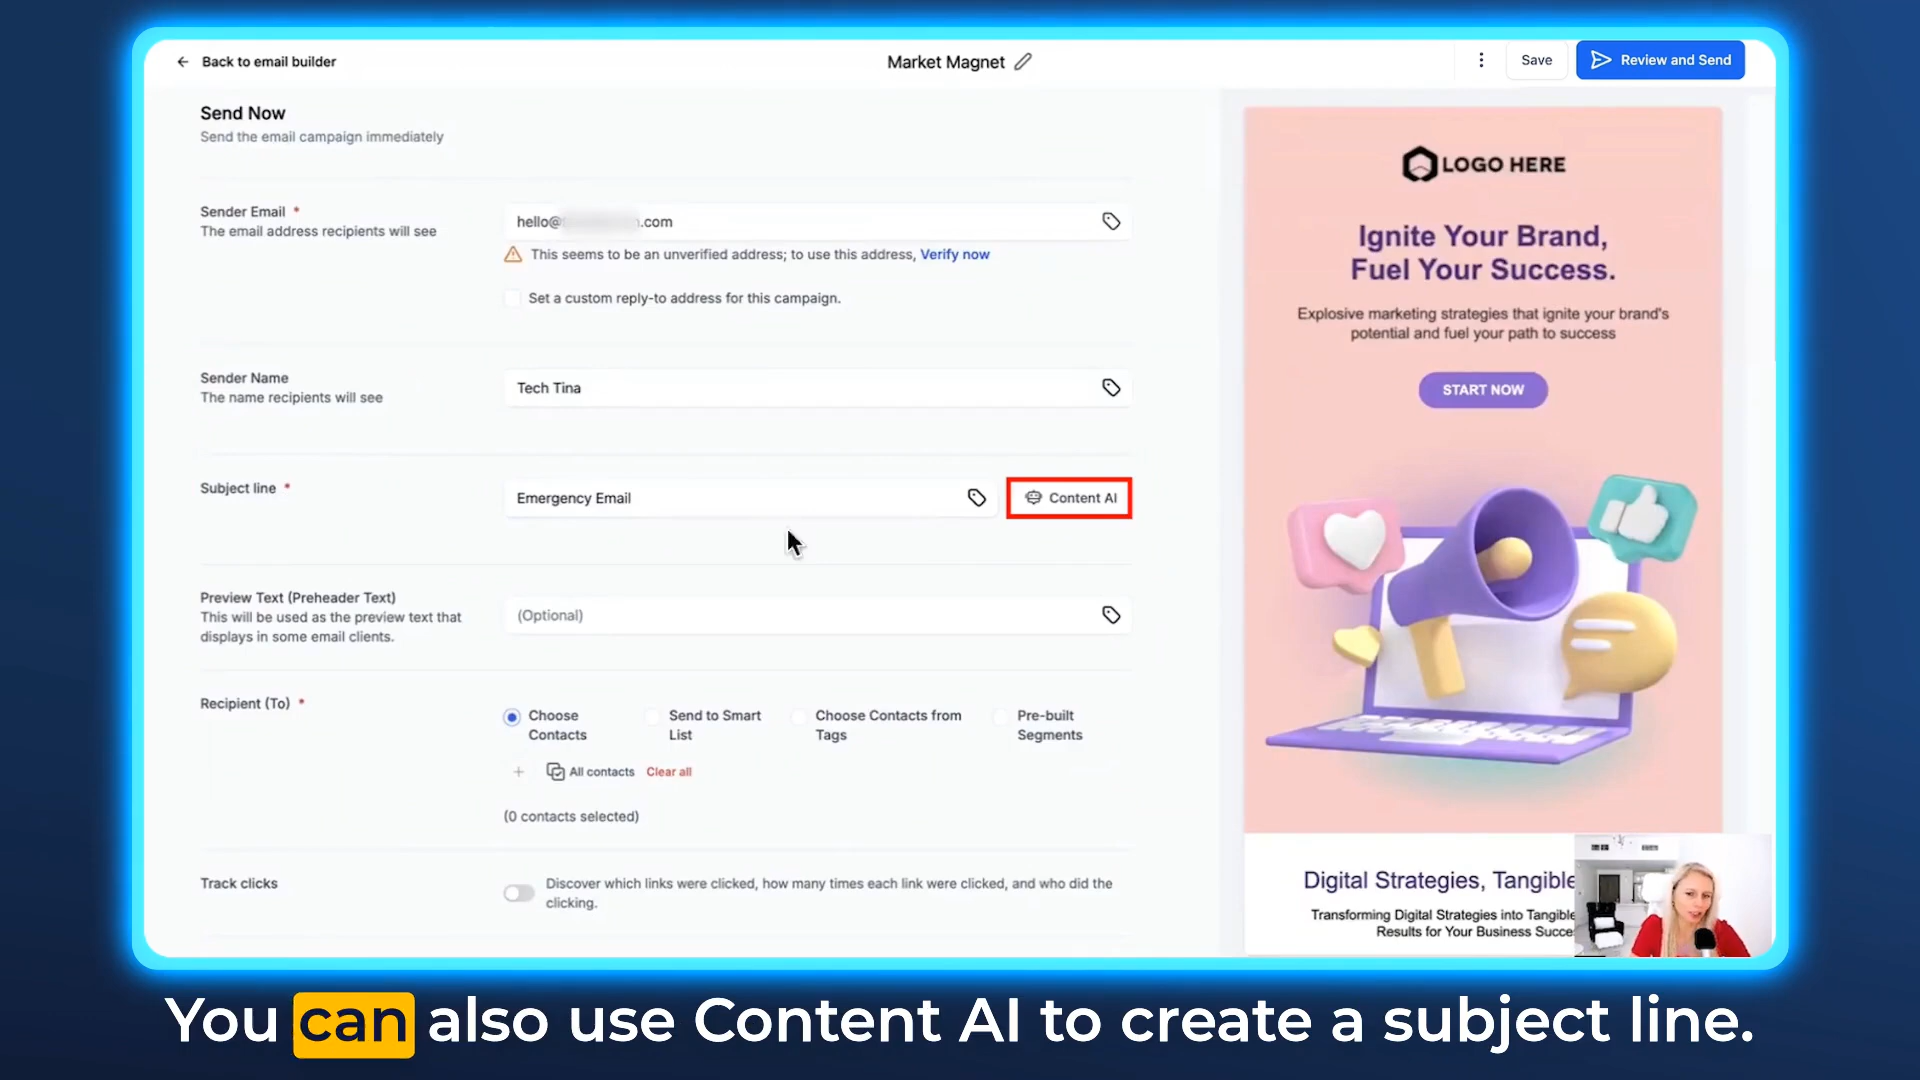 Back to email builder
Market Magnet
Save
Review and Send
Send Now
Send the email campaign immediately
Sender Email *
The email address recipients will see
hello@ .com
This seems to be an unverified address; to use this address, Verify now
Set a custom reply-to address for this campaign.
Sender Name
The name recipients will see
Tech Tina
Subject line *
Emergency Email
Content AI
Preview Text (Preheader Text)
This will be used as the preview text that
displays in some email clients.
(Optional)
Recipient (To) *
Choose
Contacts
Send to Smart
List
Choose Contacts from
Tags
Pre-built
Segments
All contacts
Clear all
(0 contacts selected)
Track clicks
Discover which links were clicked, how many times each link were clicked, and who did the
clicking.
LOGO HERE
Ignite Your Brand,
Fuel Your Success.
Explosive marketing strategies that ignite your brand's
potential and fuel your path to success
START NOW
Digital Strategies, Tangible
Transforming Digital Strategies into Tangible
Results for Your Business Succe
You can also use Content AI to create a subject line.